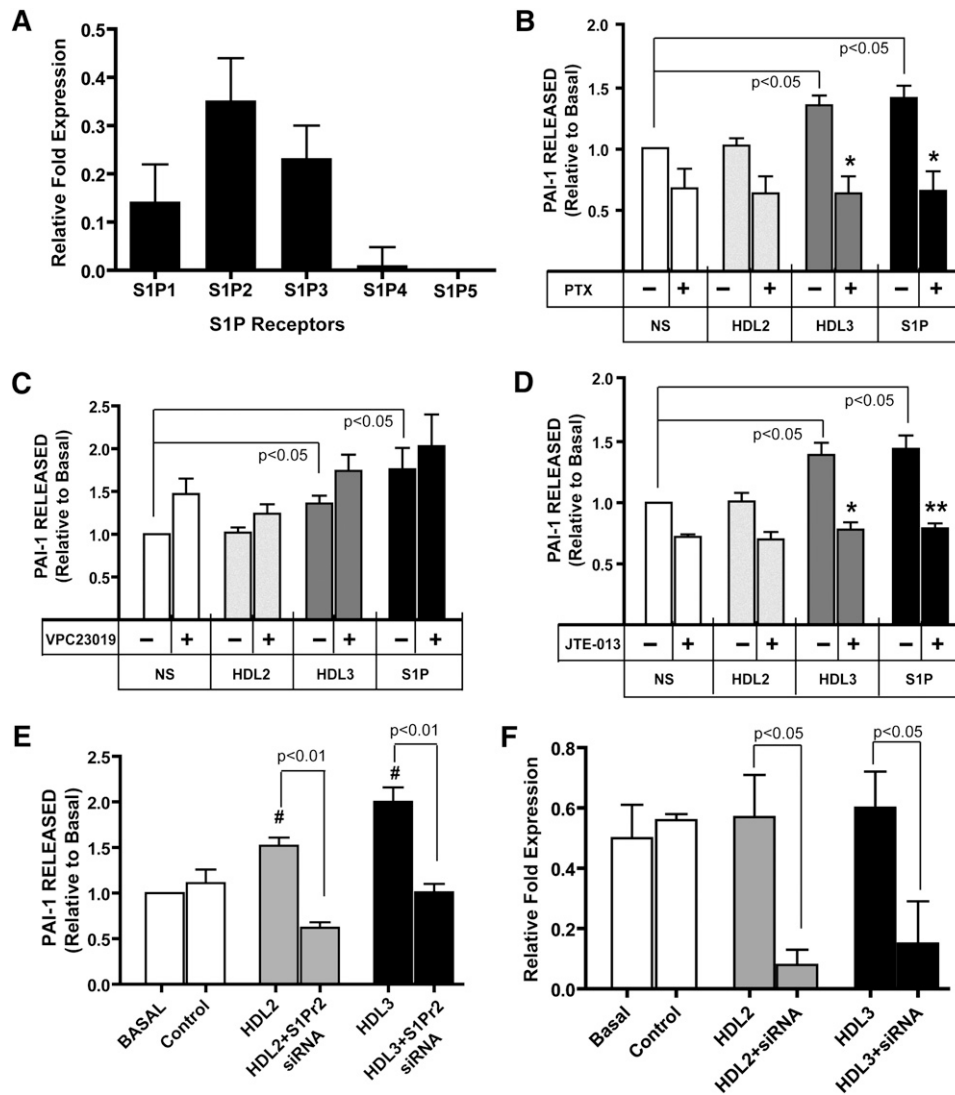 A
Relative Fold Expression
0.5
0.4
0.3
0.2
0.1
0.0
S1P1 S1P2 S1P3 S1P4 S1P5
S1P Receptors
B
PAI-1 RELEASED
(Relative to Basal)
2.0
1.5
1.0
0.5
p<0.05
p<0.05
* *
PTX − + − + − + − +
NS HDL2 HDL3 S1P
C
PAI-1 RELEASED
(Relative to Basal)
2.5
2.0
1.5
1.0
0.5
p<0.05
p<0.05
VPC23019 − + − + − + − +
NS HDL2 HDL3 S1P
D
PAI-1 RELEASED
(Relative to Basal)
2.0
1.5
1.0
0.5
p<0.05
p<0.05
* **
JTE-013 − + − + − + − +
NS HDL2 HDL3 S1P
E
PAI-1 RELEASED
(Relative to Basal)
2.5
2.0
1.5
1.0
0.5
0.0
p<0.01
p<0.01
# #
BASAL
Control
HDL2
HDL2+S1Pr2
siRNA
HDL3
HDL3+S1Pr2
siRNA
F
Relative Fold Expression
0.8
0.6
0.4
0.2
0.0
p<0.05
p<0.05
Basal
Control
HDL2
HDL2+siRNA
HDL3
HDL3+siRNA